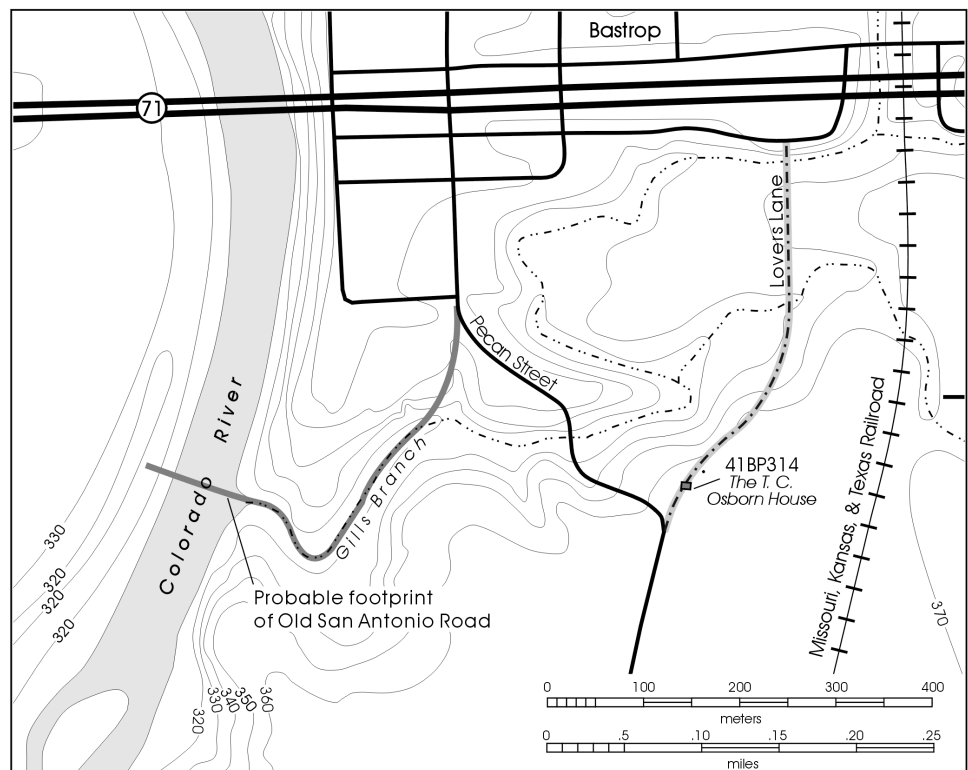 Bastrop
71
Lovers Lane
Pecan Street
Colorado River
Gills Branch
41BP314
The T. C.
Osborn House
Missouri, Kansas, & Texas Railroad
330
320
320
320
Probable footprint
of Old San Antonio Road
320
330
340
350
360
370
0 100 200 300 400
meters
0 .5 .10 .15 .20 .25
miles